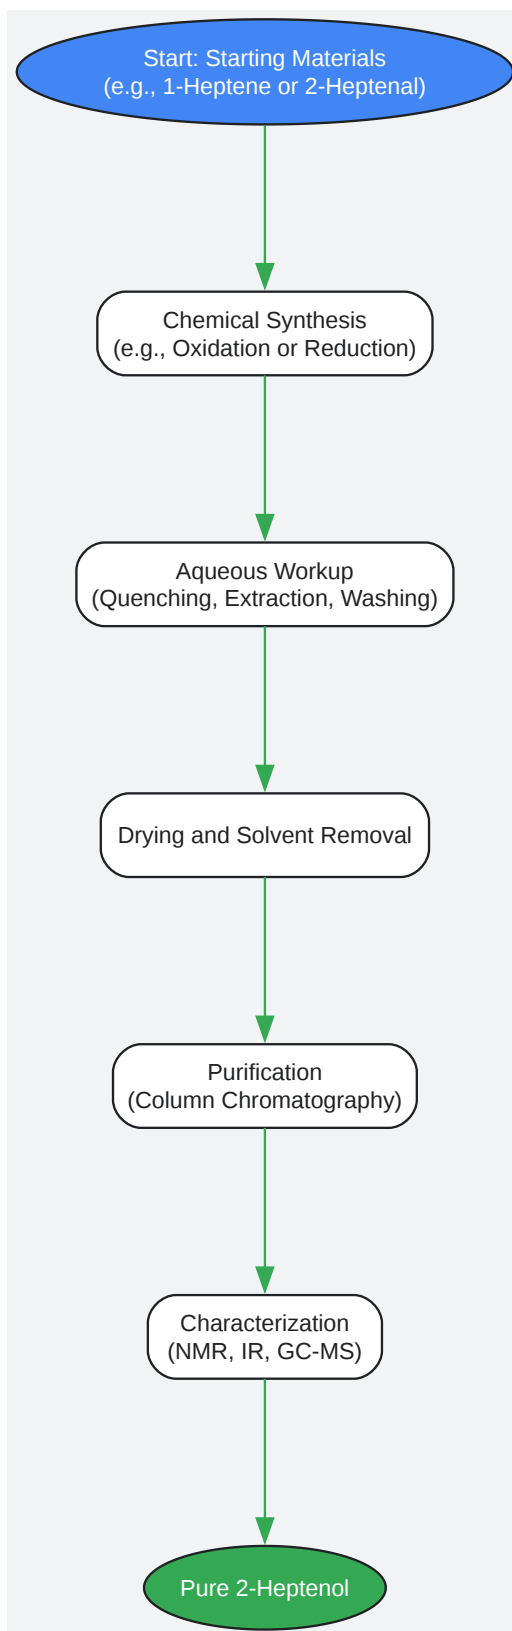 Start: Starting Materials
(e.g., 1-Heptene or 2-Heptenal)
Chemical Synthesis
(e.g., Oxidation or Reduction)
Aqueous Workup
(Quenching, Extraction, Washing)
Drying and Solvent Removal
Purification
(Column Chromatography)
Characterization
(NMR, IR, GC-MS)
Pure 2-Heptenol